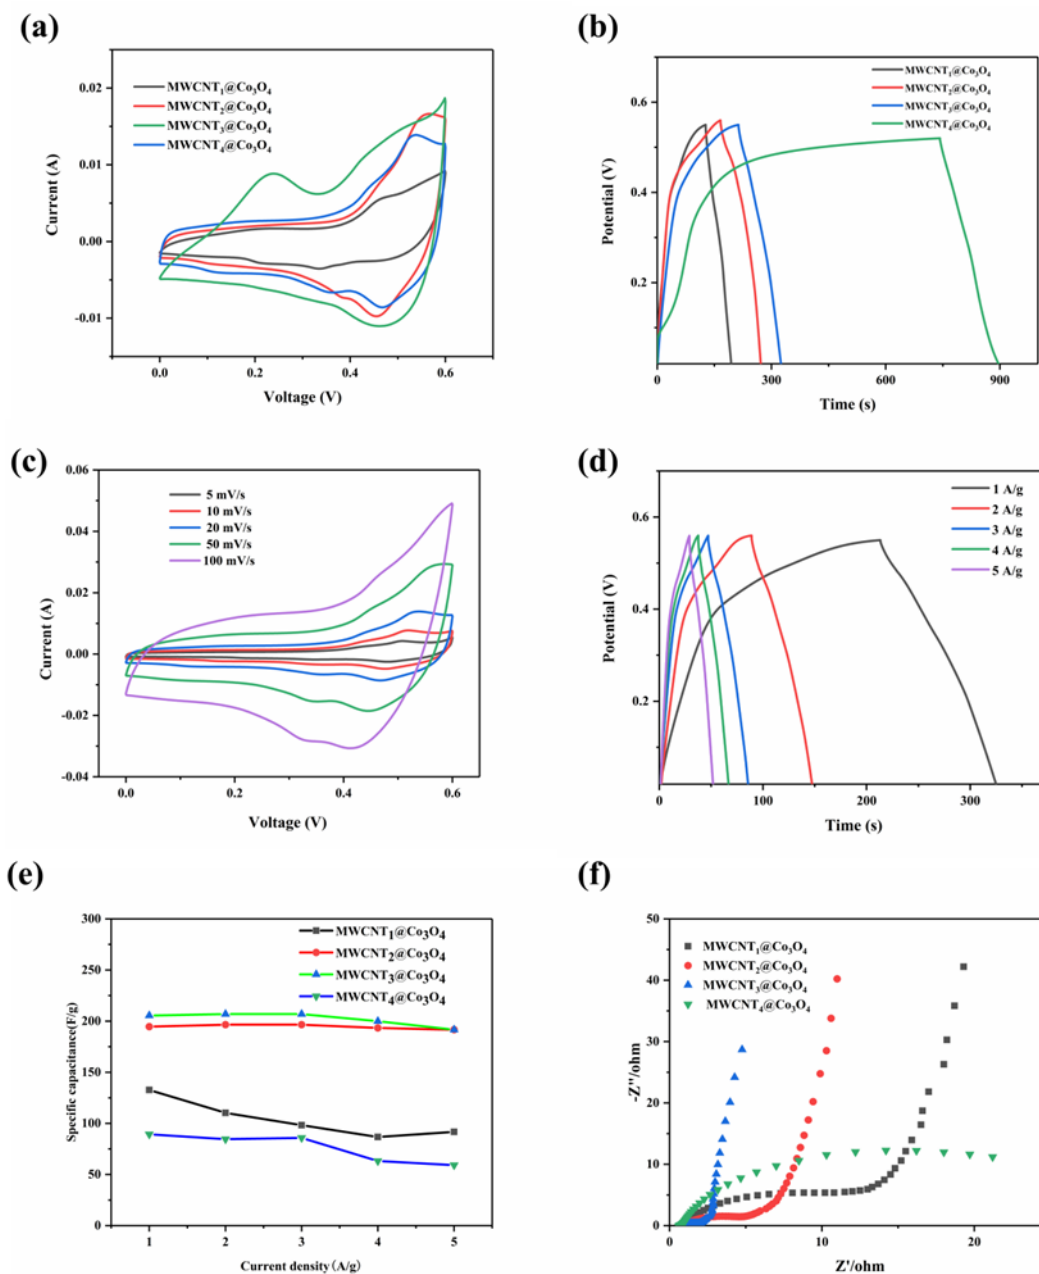 (a)
MWCNT₁@Co₃O₄
MWCNT₂@Co₃O₄
MWCNT₃@Co₃O₄
MWCNT₄@Co₃O₄
0.02
0.01
0.00
-0.01
Current (A)
0.0 0.2 0.4 0.6
Voltage (V)
(b)
MWCNT₁@Co₃O₄
MWCNT₂@Co₃O₄
MWCNT₃@Co₃O₄
MWCNT₄@Co₃O₄
0.6
0.4
0.2
Potential (V)
0 300 600 900
Time (s)
(c)
5 mV/s
10 mV/s
20 mV/s
50 mV/s
100 mV/s
0.06
0.04
0.02
0.00
-0.02
-0.04
Current (A)
0.0 0.2 0.4 0.6
Voltage (V)
(d)
1 A/g
2 A/g
3 A/g
4 A/g
5 A/g
0.6
0.4
0.2
Potential (V)
0 100 200 300
Time (s)
(e)
MWCNT₁@Co₃O₄
MWCNT₂@Co₃O₄
MWCNT₃@Co₃O₄
MWCNT₄@Co₃O₄
300
250
200
150
100
50
0
Specific capacitance(F/g)
1 2 3 4 5
Current density(A/g)
(f)
MWCNT₁@Co₃O₄
MWCNT₂@Co₃O₄
MWCNT₃@Co₃O₄
MWCNT₄@Co₃O₄
50
40
30
20
10
0
-Z''/ohm
0 10 20
Z'/ohm